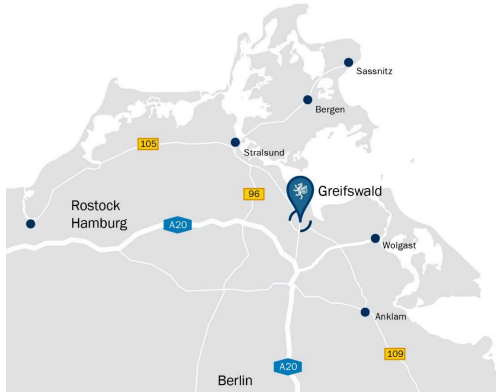 Sassnitz
Bergen
105
Stralsund
96
Greifswald
Rostock
Hamburg
A20
Wolgast
Anklam
109
A20
Berlin